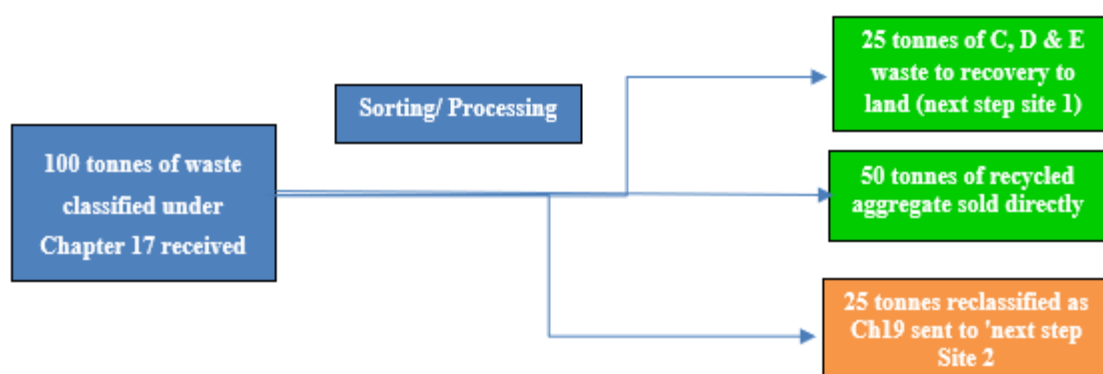 100 tonnes of waste
classified under
Chapter 17 received
Sorting/ Processing
25 tonnes of C, D & E
waste to recovery to
land (next step site 1)
50 tonnes of recycled
aggregate sold directly
25 tonnes reclassified as
Ch19 sent to 'next step
Site 2